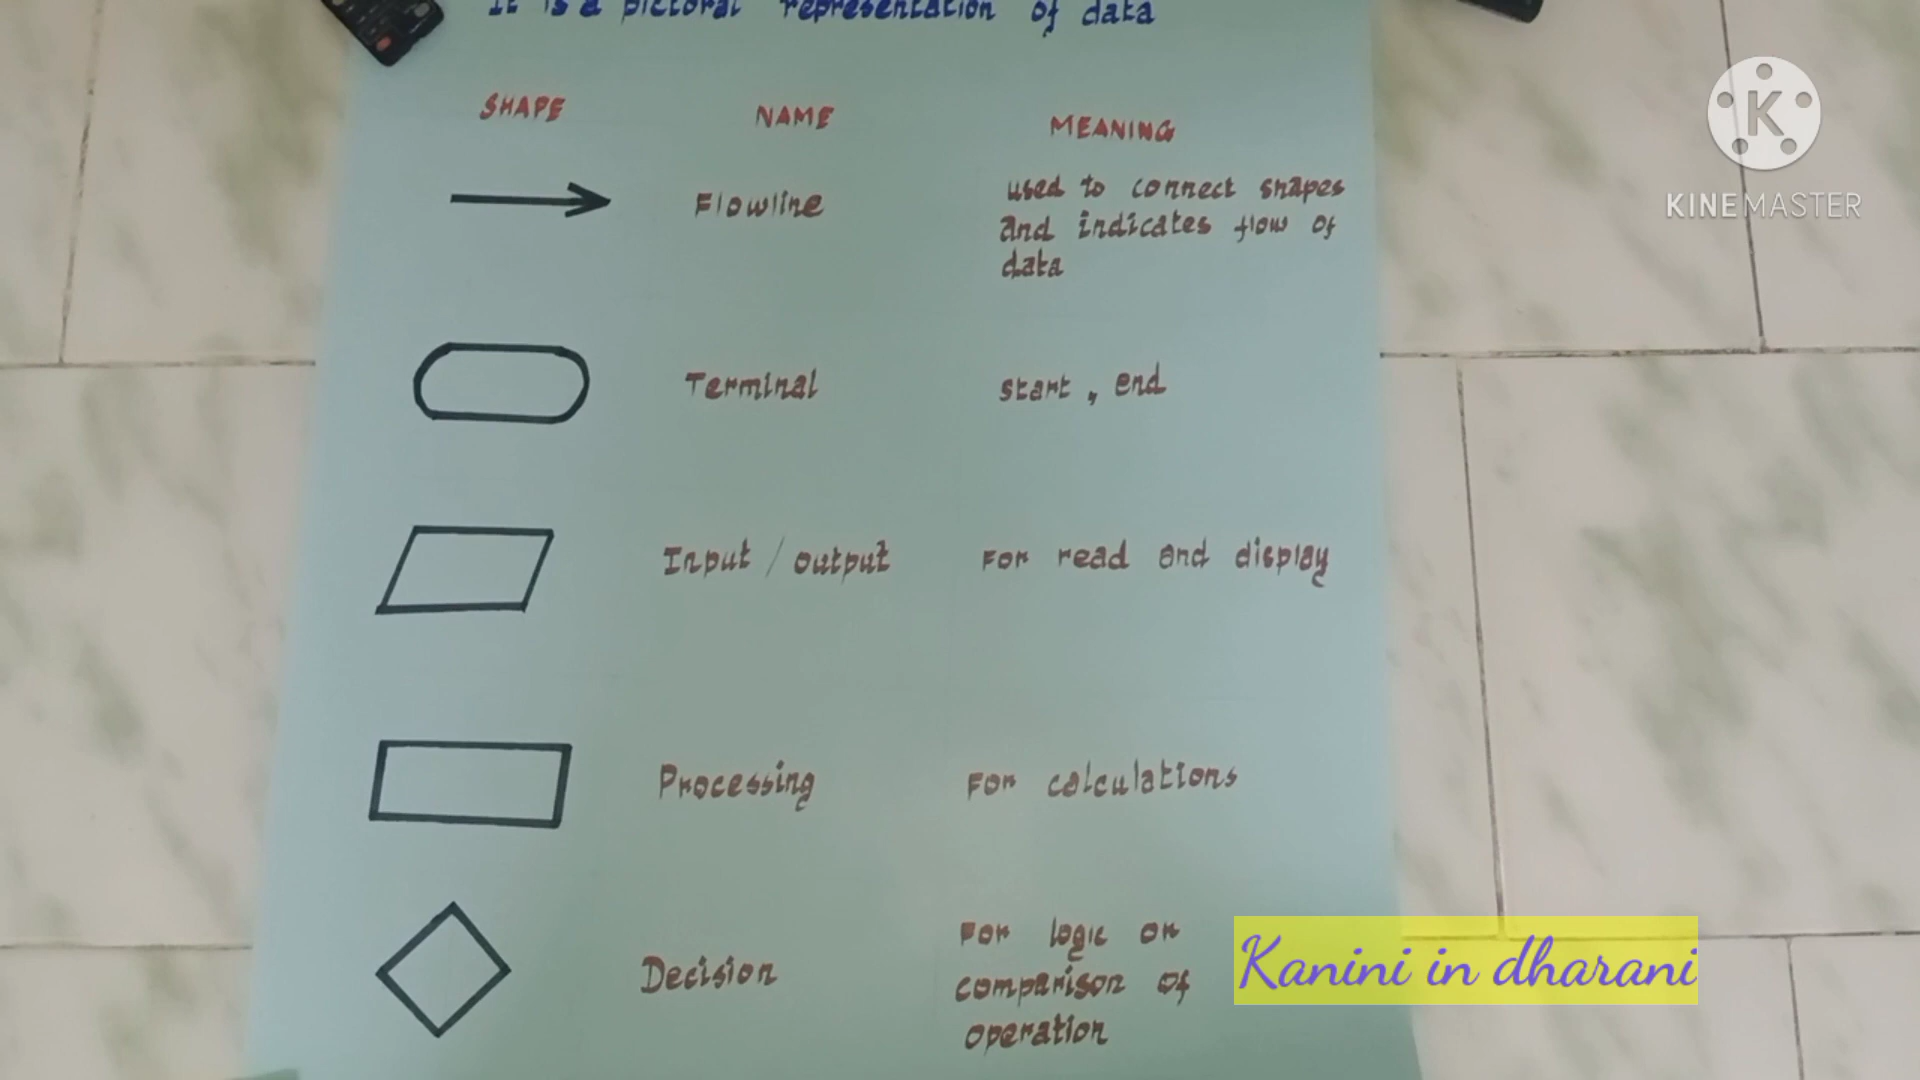 It is a pictoral representation of data
SHAPE NAME MEANING
Flowline used to connect shapes
and indicates flow of
data
Terminal start , end
Input / output For read and display
Processing For calculations
Decision For logic or
comparison of
operation
K
KINEMASTER
Kanini in dharani